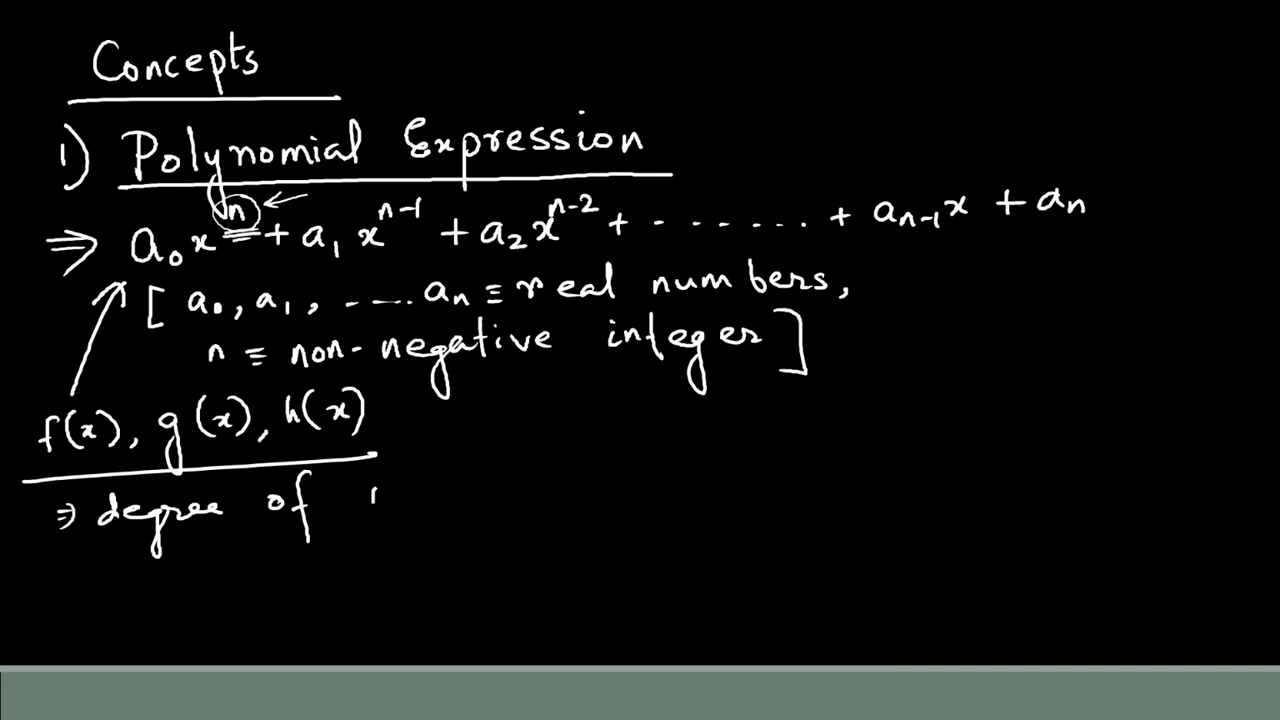 Concepts
1) Polynomial Expression
⇒ a₀xⁿ + a₁xⁿ⁻¹ + a₂xⁿ⁻² + ....... + aₙ₋₁x + aₙ
[ a₀, a₁, ..... aₙ ≡ real numbers,
n ≡ non-negative integer ]
f(x), g(x), h(x)
⇒ degree of